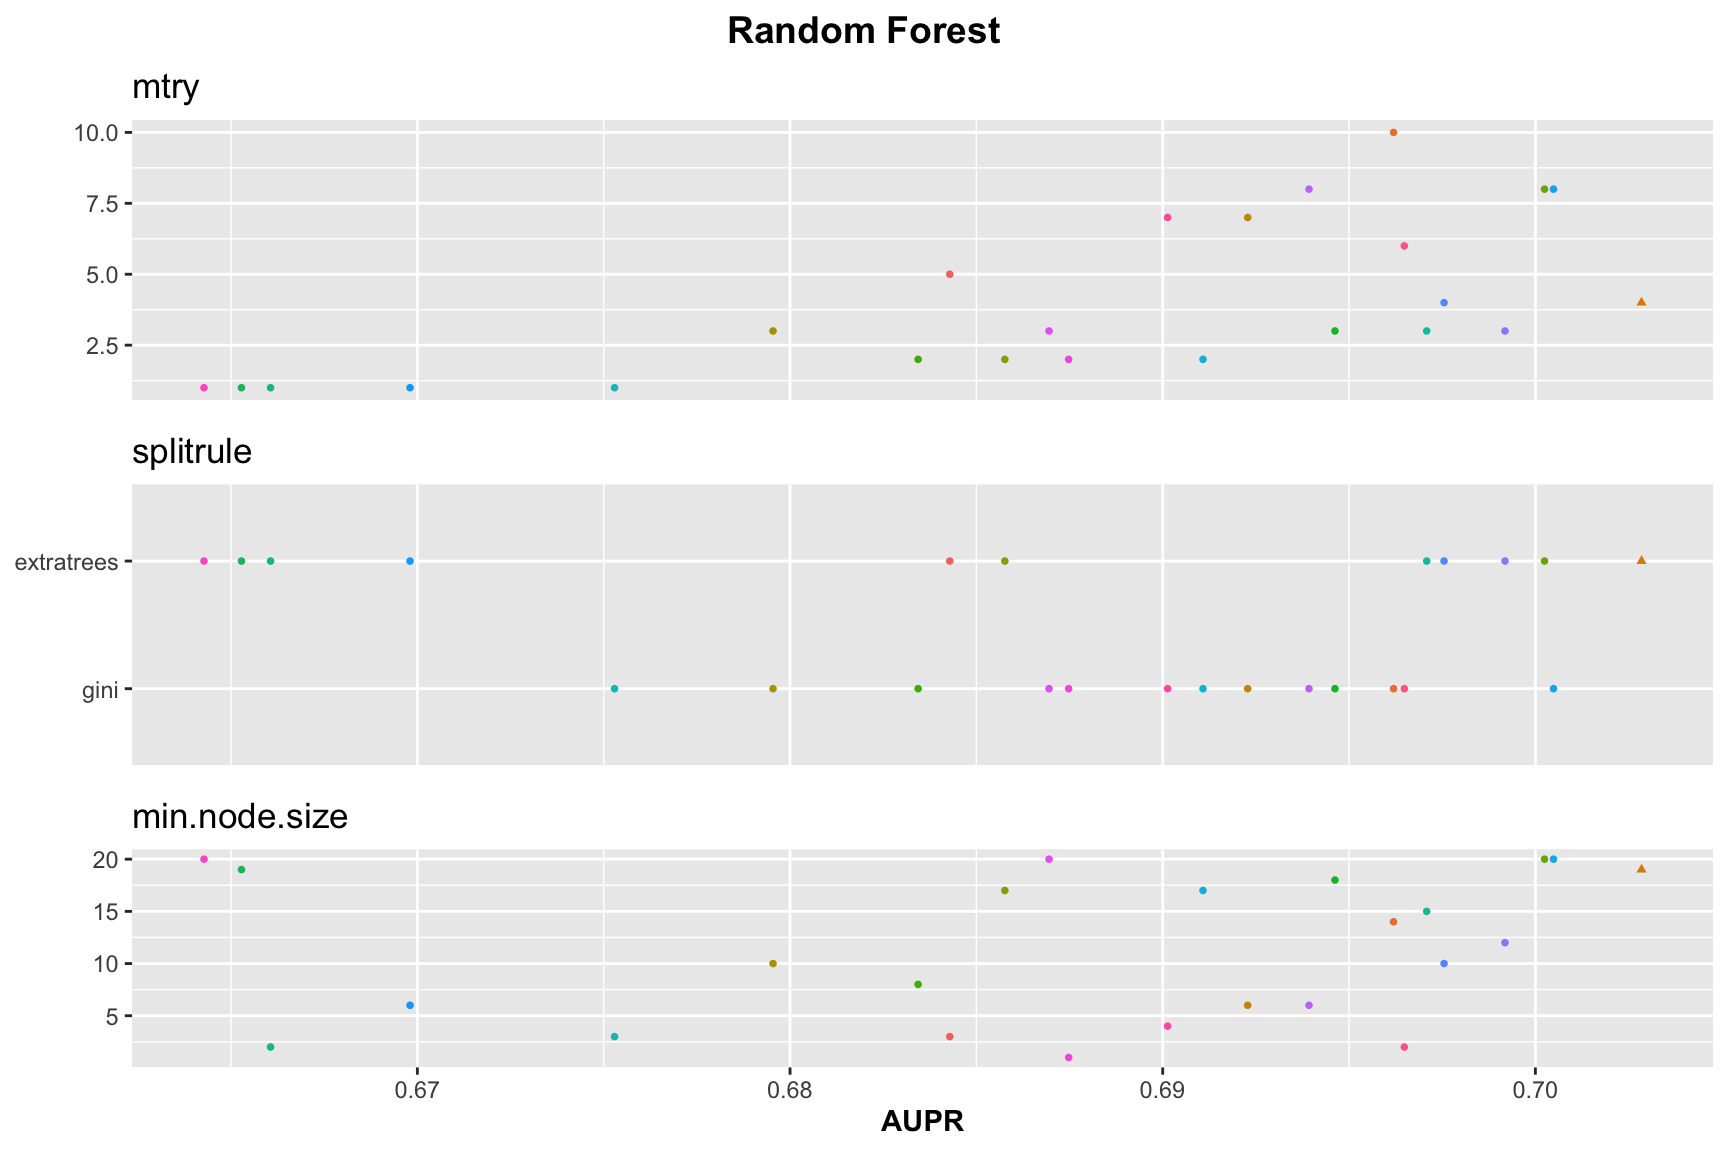 Random Forest
mtry
10.0
7.5
5.0
2.5
splitrule
extratrees
gini
min.node.size
20
15
10
5
0.67 0.68 0.69 0.70
AUPR